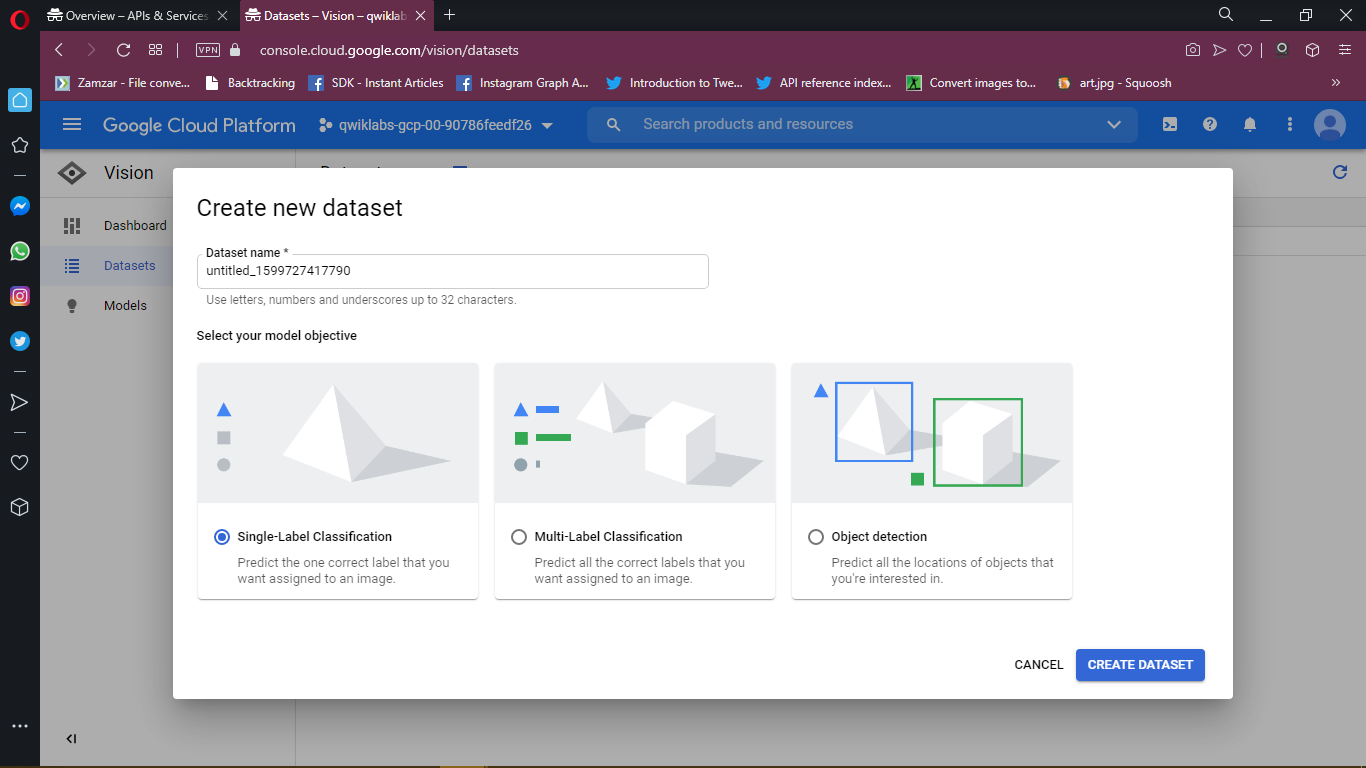 Overview – APIs & Services
Datasets – Vision – qwiklab
VPN
console.cloud.google.com/vision/datasets
Zamzar - File conve...
Backtracking
SDK - Instant Articles
Instagram Graph A...
Introduction to Twe...
API reference index...
Convert images to...
art.jpg - Squoosh
Google Cloud Platform
qwiklabs-gcp-00-90786feedf26
Search products and resources
Vision
Dashboard
Datasets
Models
Create new dataset
Dataset name *
untitled_1599727417790
Use letters, numbers and underscores up to 32 characters.
Select your model objective
Single-Label Classification
Predict the one correct label that you
want assigned to an image.
Multi-Label Classification
Predict all the correct labels that you
want assigned to an image.
Object detection
Predict all the locations of objects that
you're interested in.
CANCEL
CREATE DATASET